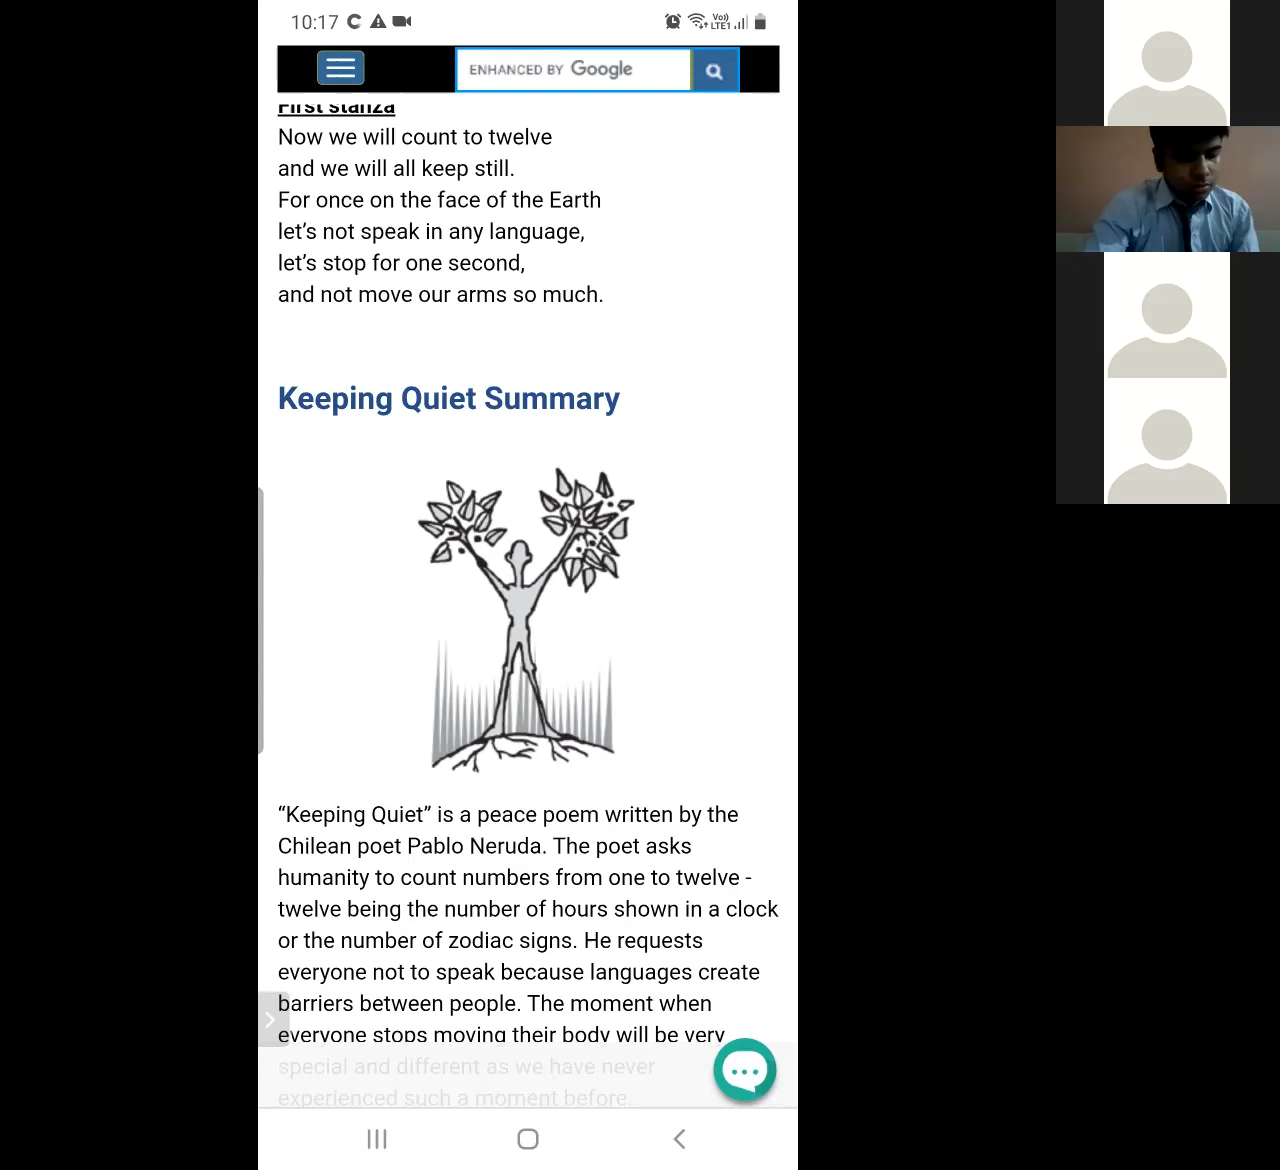 10:17
Vo))
LTE1
ENHANCED BY Google
First stanza
Now we will count to twelve
and we will all keep still.
For once on the face of the Earth
let’s not speak in any language,
let’s stop for one second,
and not move our arms so much.
Keeping Quiet Summary
“Keeping Quiet” is a peace poem written by the
Chilean poet Pablo Neruda. The poet asks
humanity to count numbers from one to twelve -
twelve being the number of hours shown in a clock
or the number of zodiac signs. He requests
everyone not to speak because languages create
barriers between people. The moment when
everyone stops moving their body will be very
special and different as we have never
experienced such a moment before.